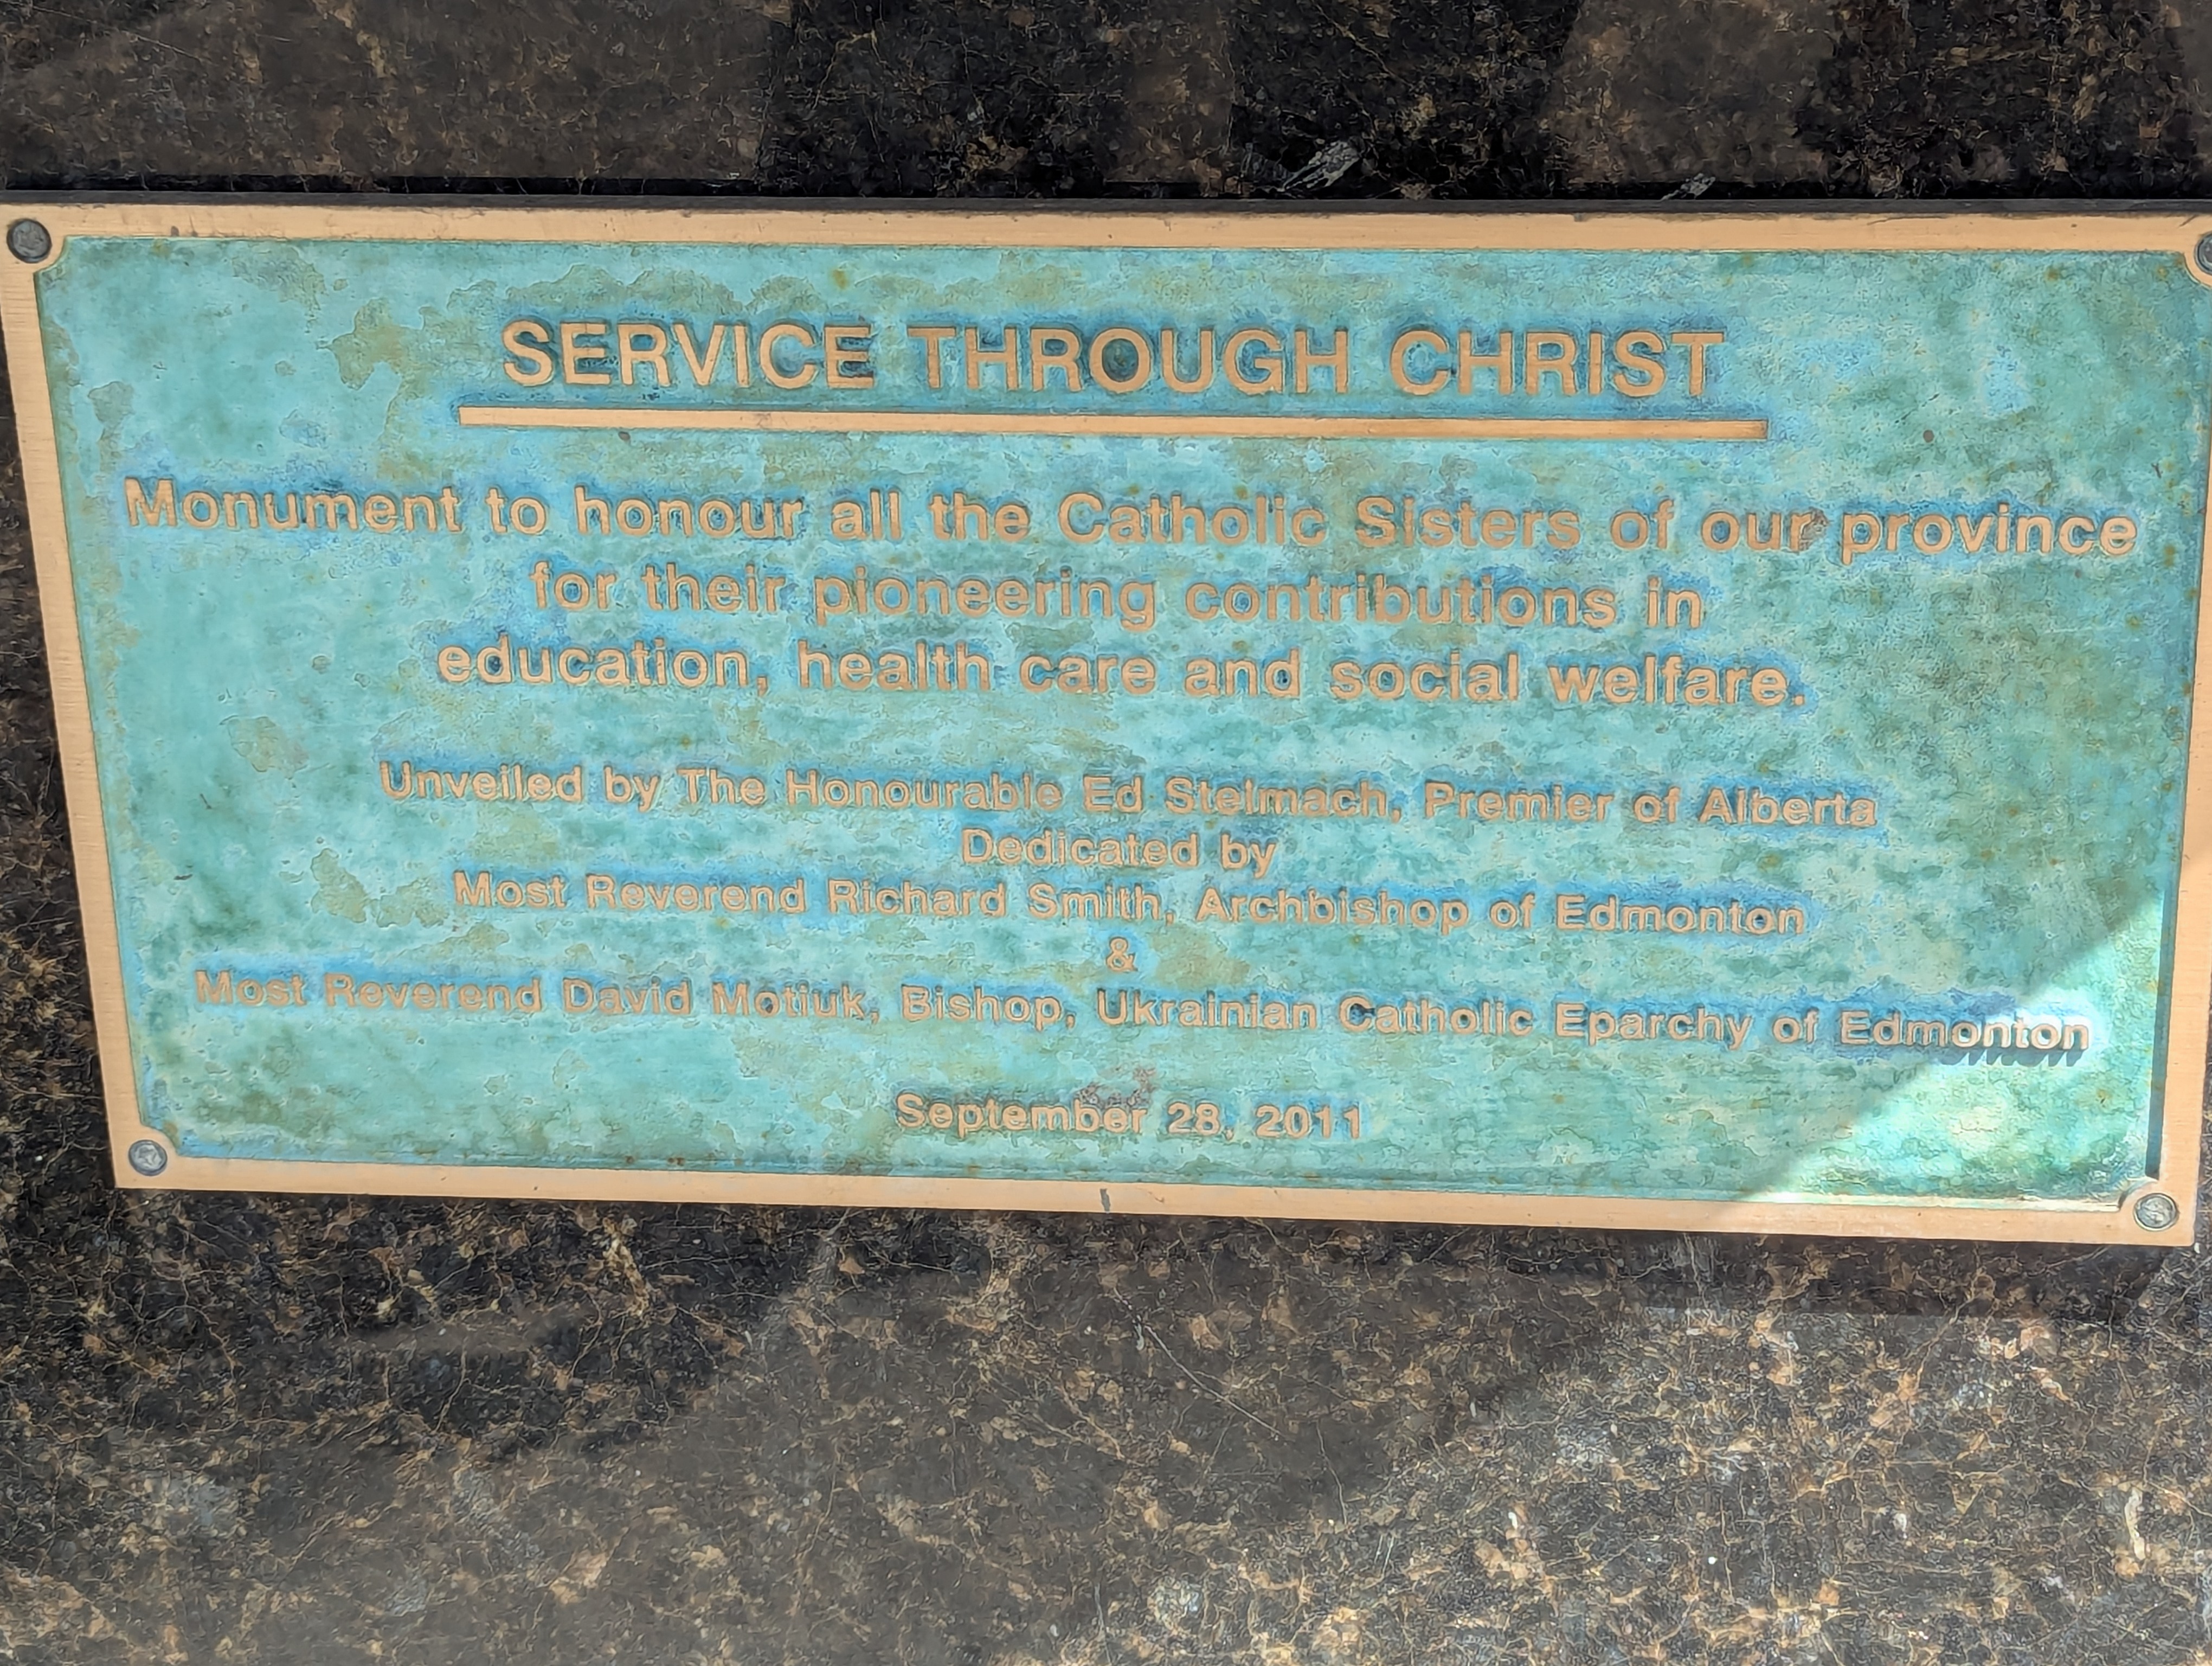 SERVICE THROUGH CHRIST
Monument to honour all the Catholic Sisters of our province
for their pioneering contributions in
education, health care and social welfare.
Unveiled by The Honourable Ed Stelmach, Premier of Alberta
Dedicated by
Most Reverend Richard Smith, Archbishop of Edmonton
&
Most Reverend David Motiuk, Bishop, Ukrainian Catholic Eparchy of Edmonton
September 28, 2011